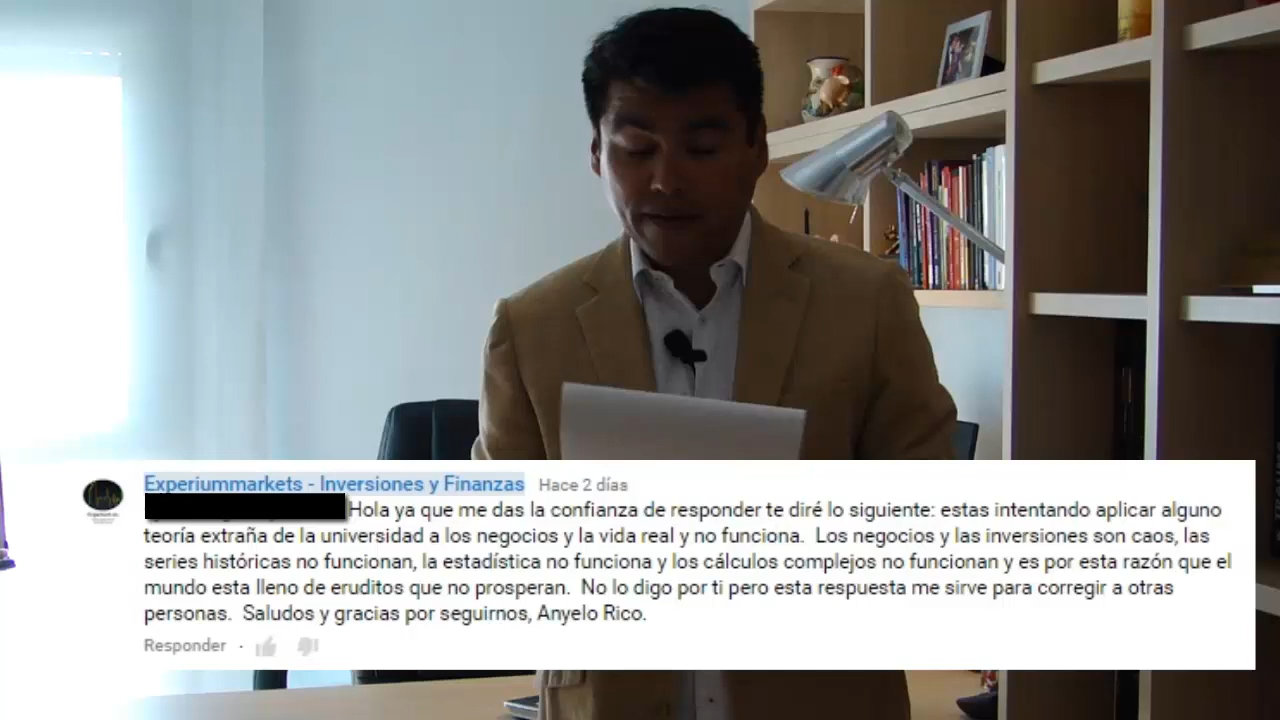 Experiummarkets - Inversiones y Finanzas Hace 2 días
Hola ya que me das la confianza de responder te diré lo siguiente: estas intentando aplicar alguno
teoría extraña de la universidad a los negocios y la vida real y no funciona. Los negocios y las inversiones son caos, las
series históricas no funcionan, la estadística no funciona y los cálculos complejos no funcionan y es por esta razón que el
mundo esta lleno de eruditos que no prosperan. No lo digo por ti pero esta respuesta me sirve para corregir a otras
personas. Saludos y gracias por seguirnos, Anyelo Rico.
Responder ·